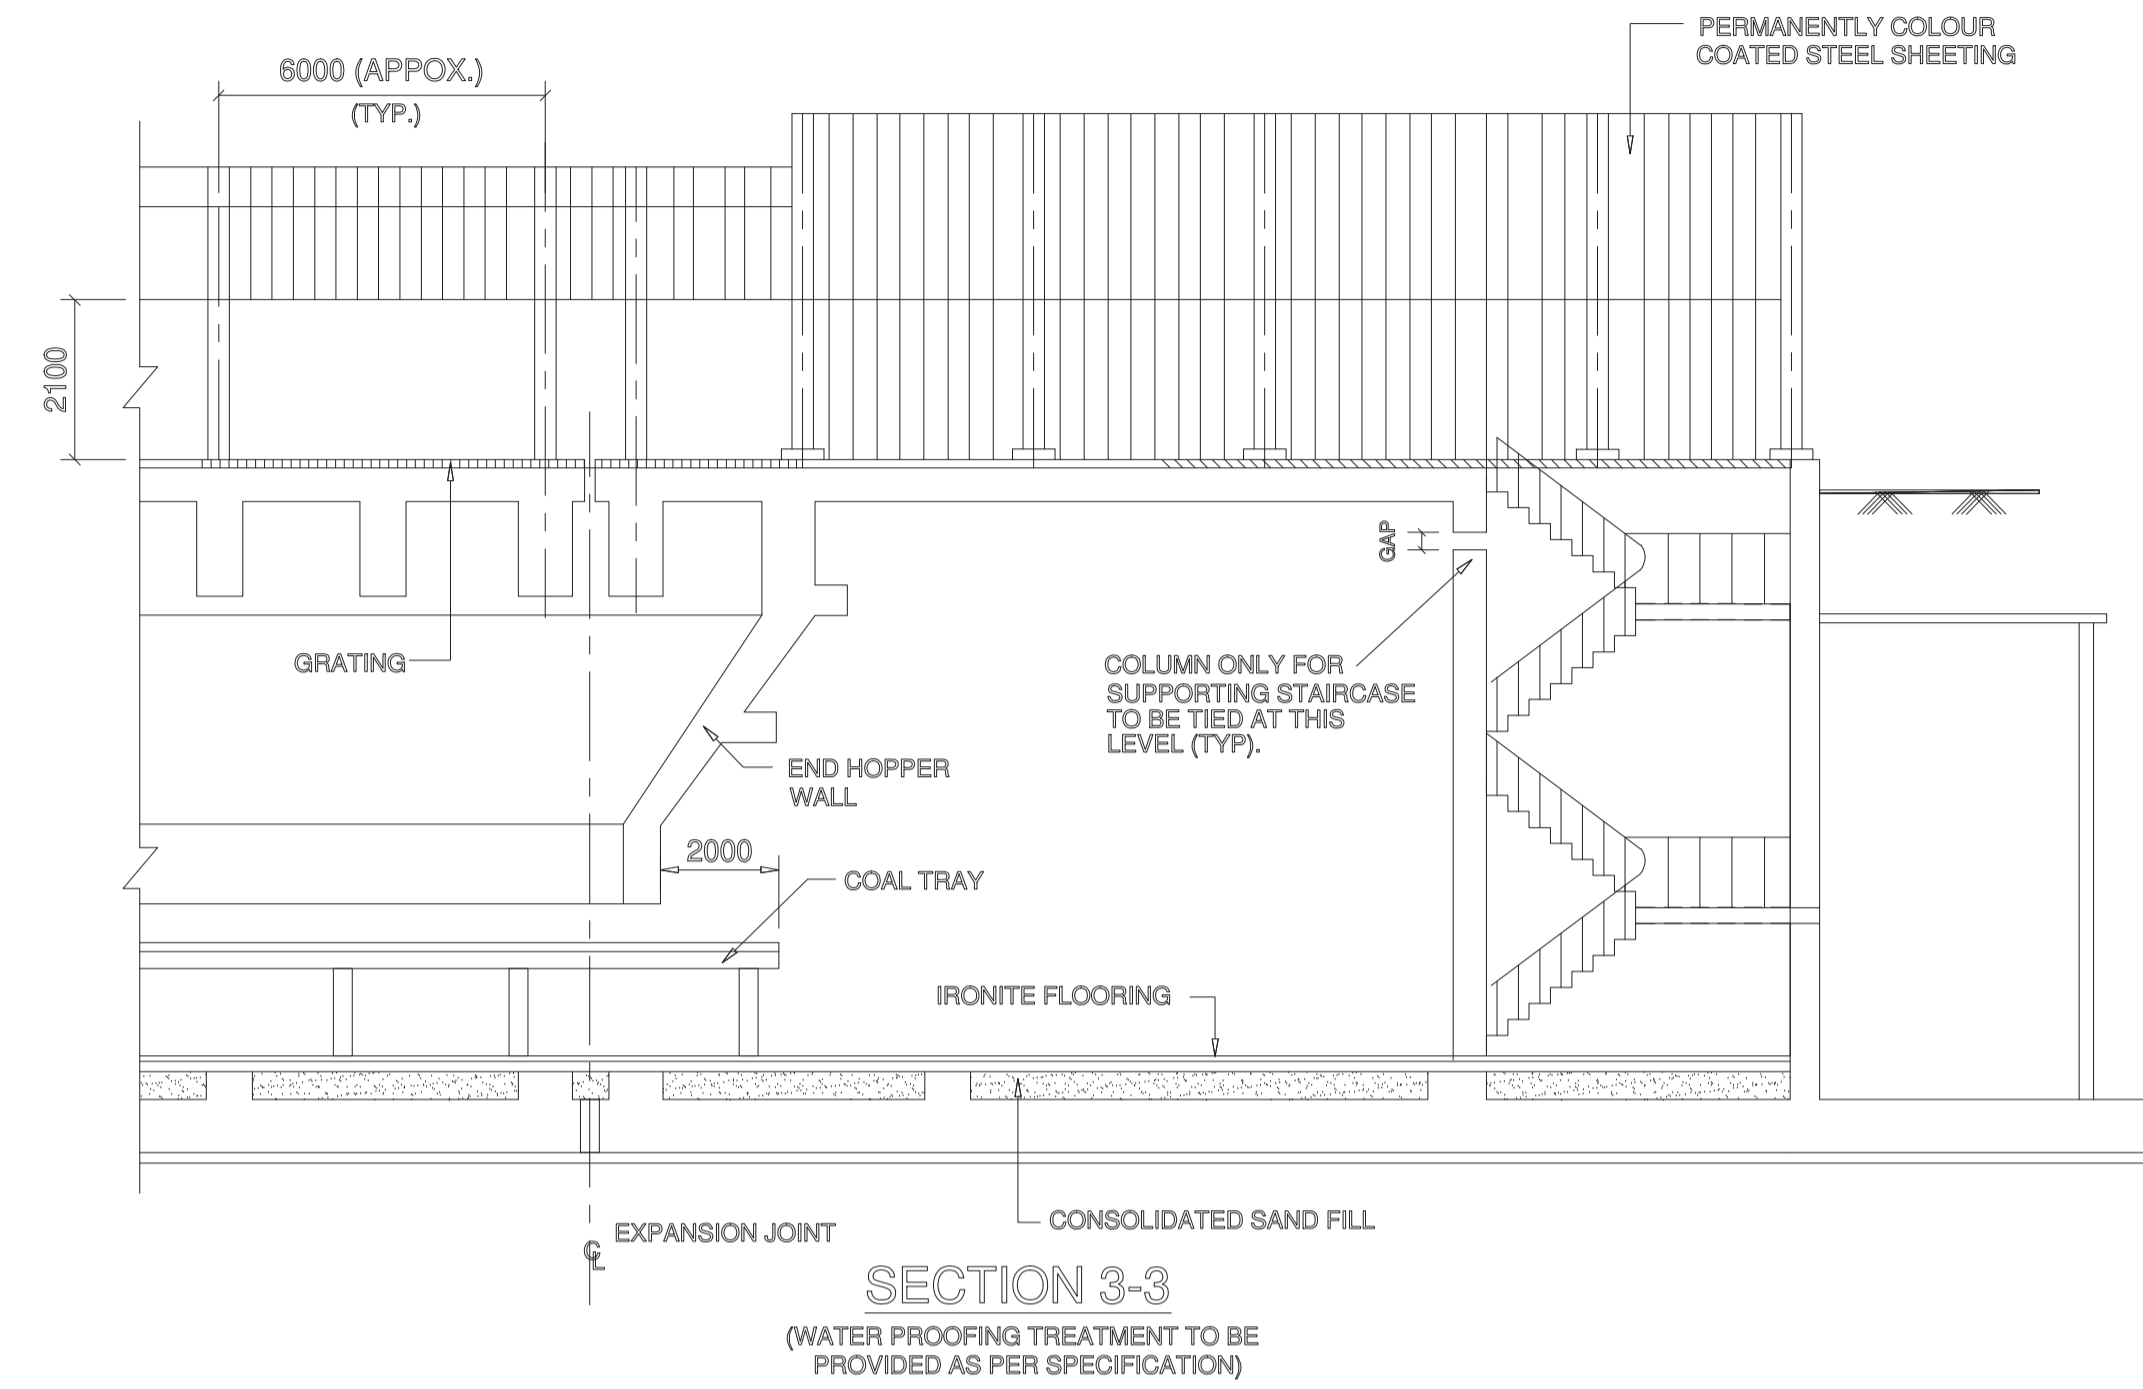 PERMANENTLY COLOUR
COATED STEEL SHEETING
6000 (APPOX.)
(TYP.)
2100
GAP
GRATING
COLUMN ONLY FOR
SUPPORTING STAIRCASE
TO BE TIED AT THIS
LEVEL (TYP).
END HOPPER
WALL
2000
COAL TRAY
IRONITE FLOORING
CONSOLIDATED SAND FILL
EXPANSION JOINT
CL
SECTION 3-3
(WATER PROOFING TREATMENT TO BE
PROVIDED AS PER SPECIFICATION)